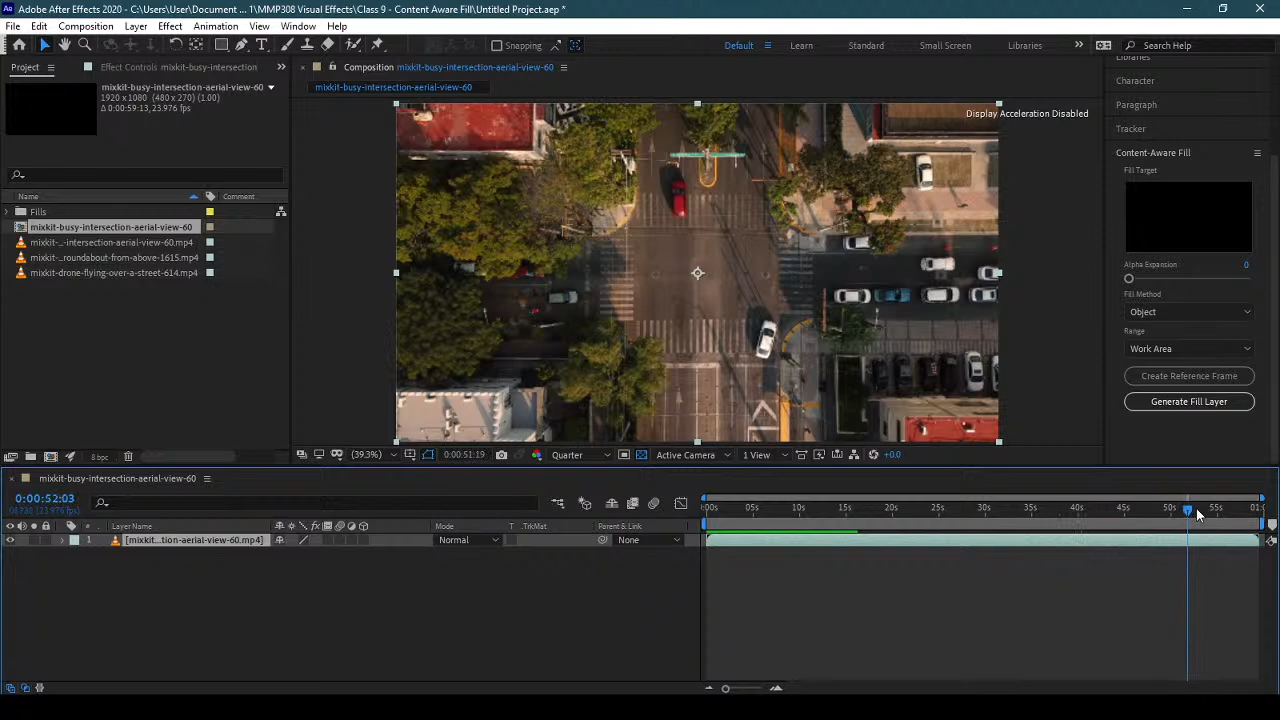 Adobe After Effects 2020 - C:\Users\User\Document ... 1\MMP308 Visual Effects\Class 9 - Content Aware Fill\Untitled Project.aep *
File Edit Composition Layer Effect Animation View Window Help
Snapping Default Learn Standard Small Screen Libraries Search Help
Project Effect Controls mixkit-busy-intersection
Composition mixkit-busy-intersection-aerial-view-60
mixkit-busy-intersection-aerial-view-60
mixkit-busy-intersection-aerial-view-60
1920 x 1080 (480 x 270) (1.00)
Δ 0:00:59:13, 23.976 fps
Name Comment
Fills
mixkit-busy-intersection-aerial-view-60
mixkit-...-intersection-aerial-view-60.mp4
mixkit-...roundabout-from-above-1615.mp4
mixkit-drone-flying-over-a-street-614.mp4
Display Acceleration Disabled
Libraries
Character
Paragraph
Tracker
Content-Aware Fill
Fill Target
Alpha Expansion 0
Fill Method
Object
Range
Work Area
Create Reference Frame
Generate Fill Layer
8 bpc
(39.3%) 0:00:51:19 Quarter Active Camera 1 View +0.0
mixkit-busy-intersection-aerial-view-60
0:00:52:03
# Layer Name Mode T .TrkMat Parent & Link
1 [mixkit...tion-aerial-view-60.mp4] Normal None
:00s 05s 10s 15s 20s 25s 30s 35s 40s 45s 50s 55s 01:0